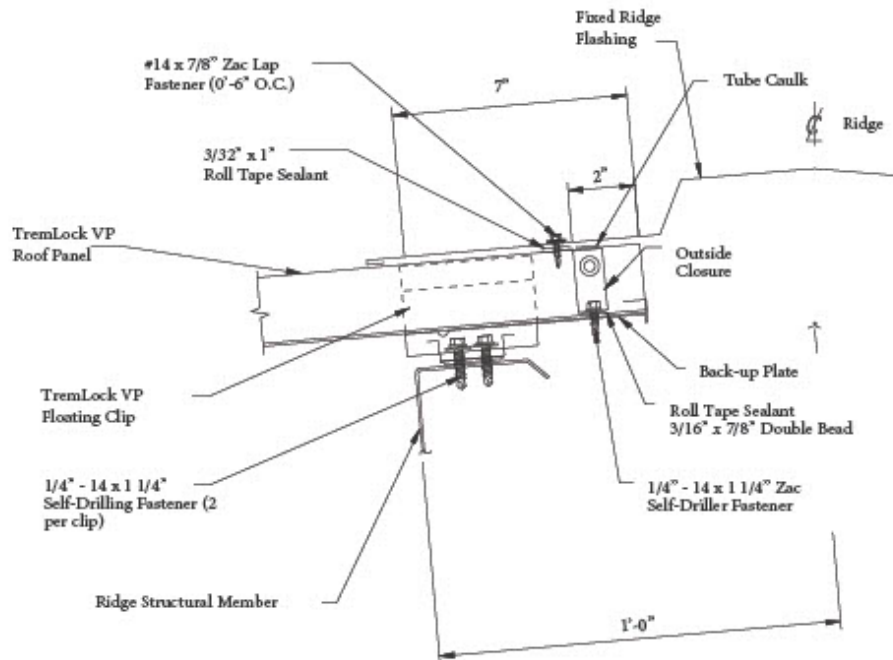 Fixed Ridge
Flashing
#14 x 7/8" Zac Lap
Fastener (0'-6" O.C.)
7"
Tube Caulk
Ridge
3/32" x 1"
Roll Tape Sealant
2"
TremLock VP
Roof Panel
Outside
Closure
Back-up Plate
TremLock VP
Floating Clip
Roll Tape Sealant
3/16" x 7/8" Double Bead
1/4" - 14 x 1 1/4"
Self-Drilling Fastener (2
per clip)
1/4" - 14 x 1 1/4" Zac
Self-Driller Fastener
Ridge Structural Member
1'-0"